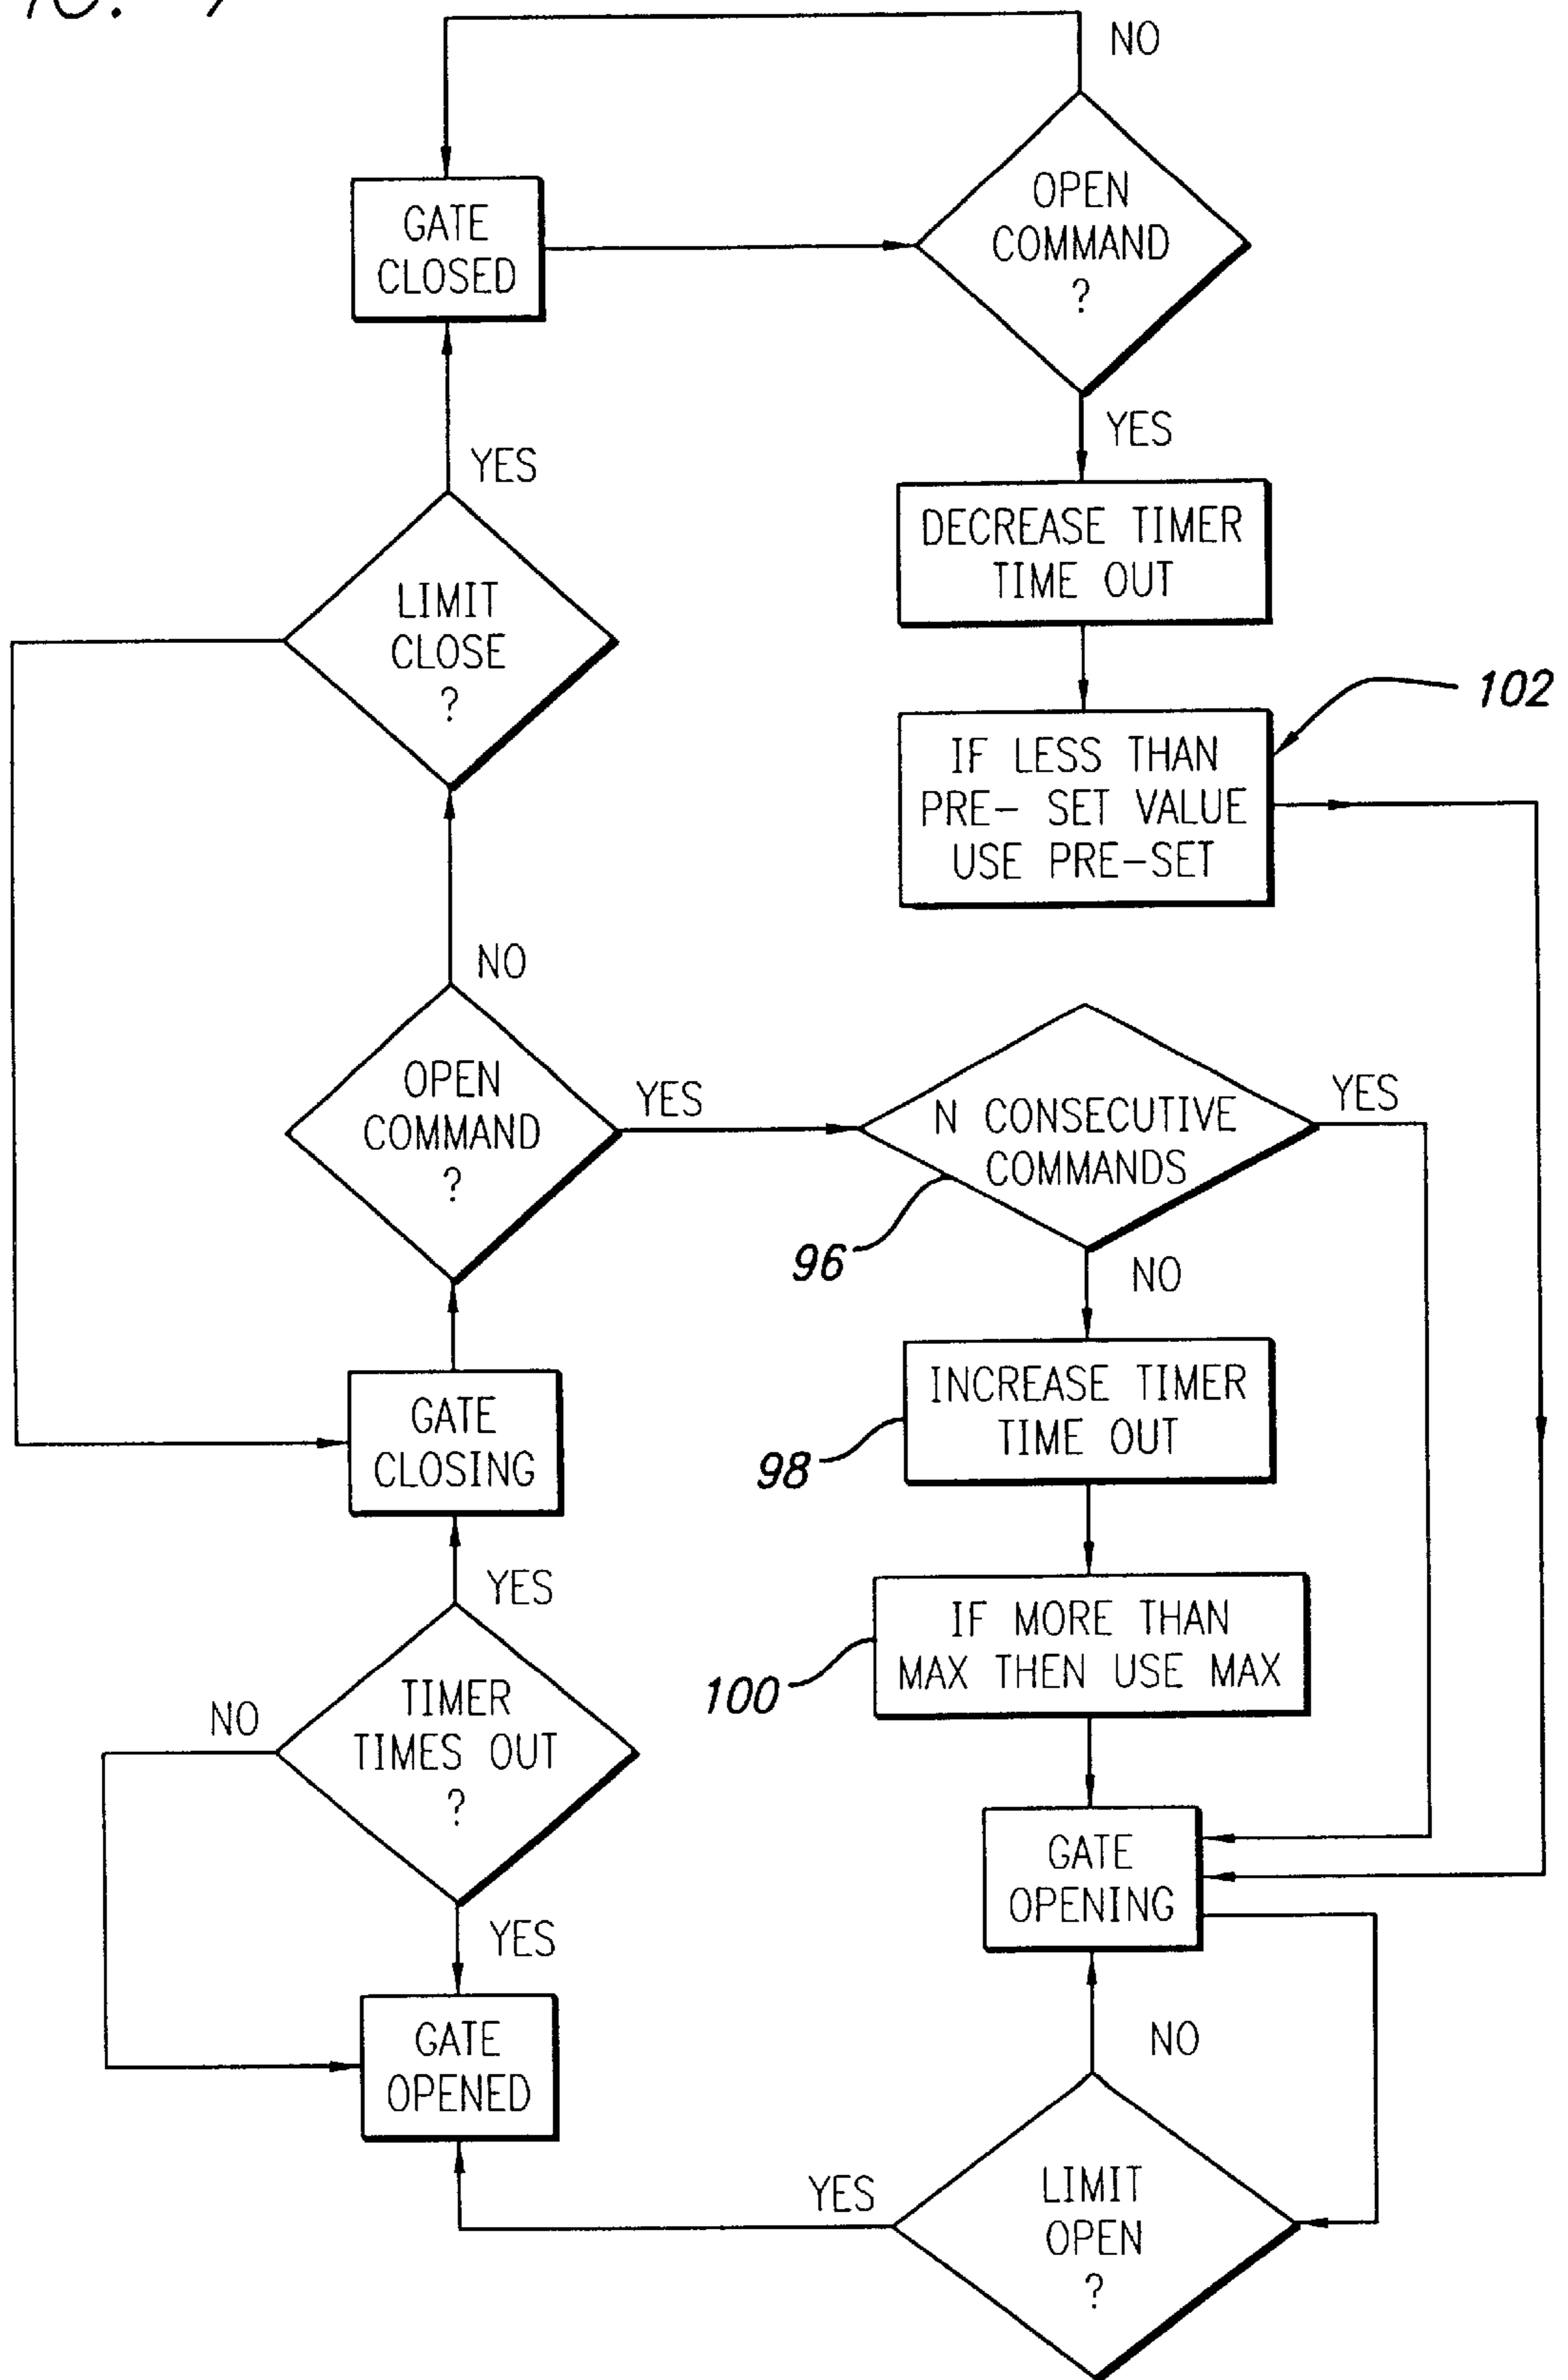 NO
GATE
CLOSED
OPEN
COMMAND
?
YES
YES
DECREASE TIMER
TIME OUT
LIMIT
CLOSE
?
102
IF LESS THAN
PRE- SET VALUE
USE PRE-SET
NO
OPEN
COMMAND
?
YES
N CONSECUTIVE
COMMANDS
YES
96
NO
GATE
CLOSING
INCREASE TIMER
TIME OUT
98
YES
IF MORE THAN
MAX THEN USE MAX
100
NO
TIMER
TIMES OUT
?
GATE
OPENING
YES
GATE
OPENED
NO
YES
LIMIT
OPEN
?